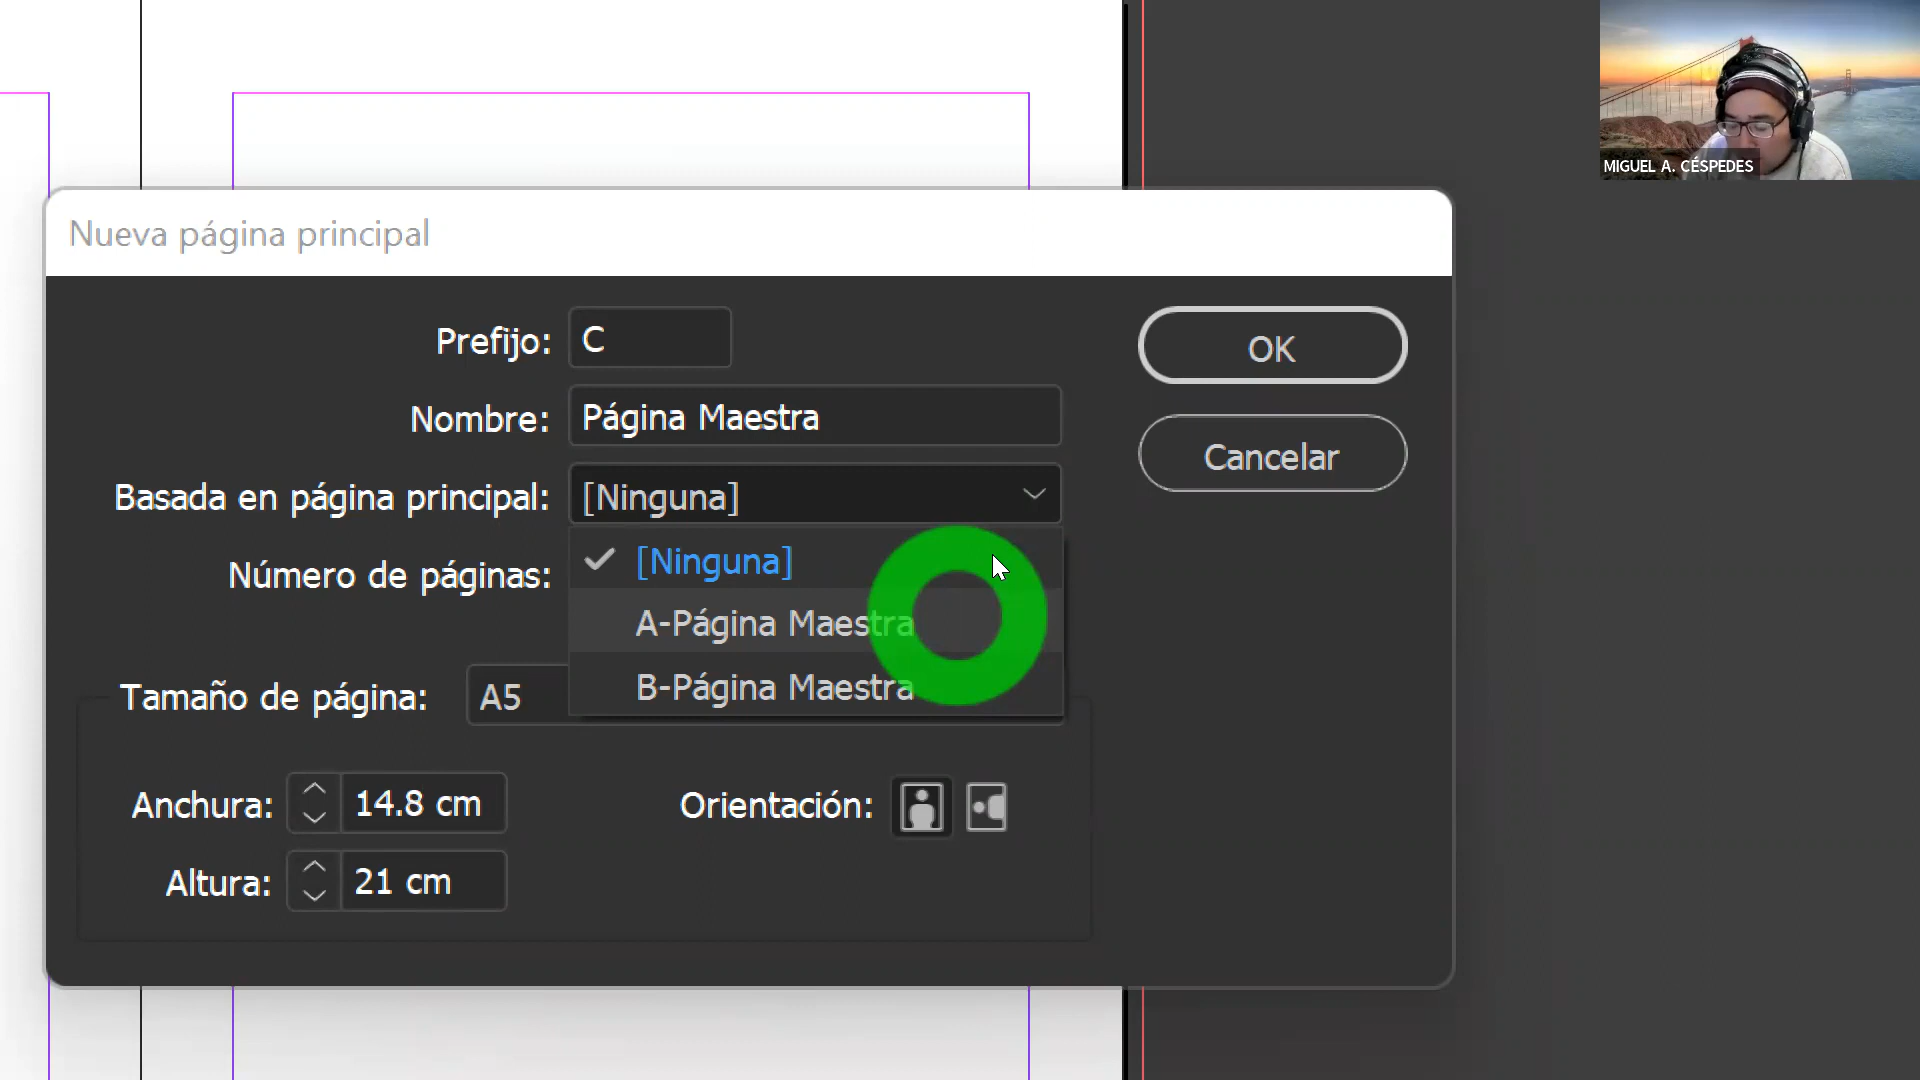 MIGUEL A. CÉSPEDES
Nueva página principal
Prefijo: C
OK
Nombre: Página Maestra
Cancelar
Basada en página principal: [Ninguna]
[Ninguna]
Número de páginas:
A-Página Maestra
B-Página Maestra
Tamaño de página: A5
Anchura: 14.8 cm
Orientación:
Altura: 21 cm